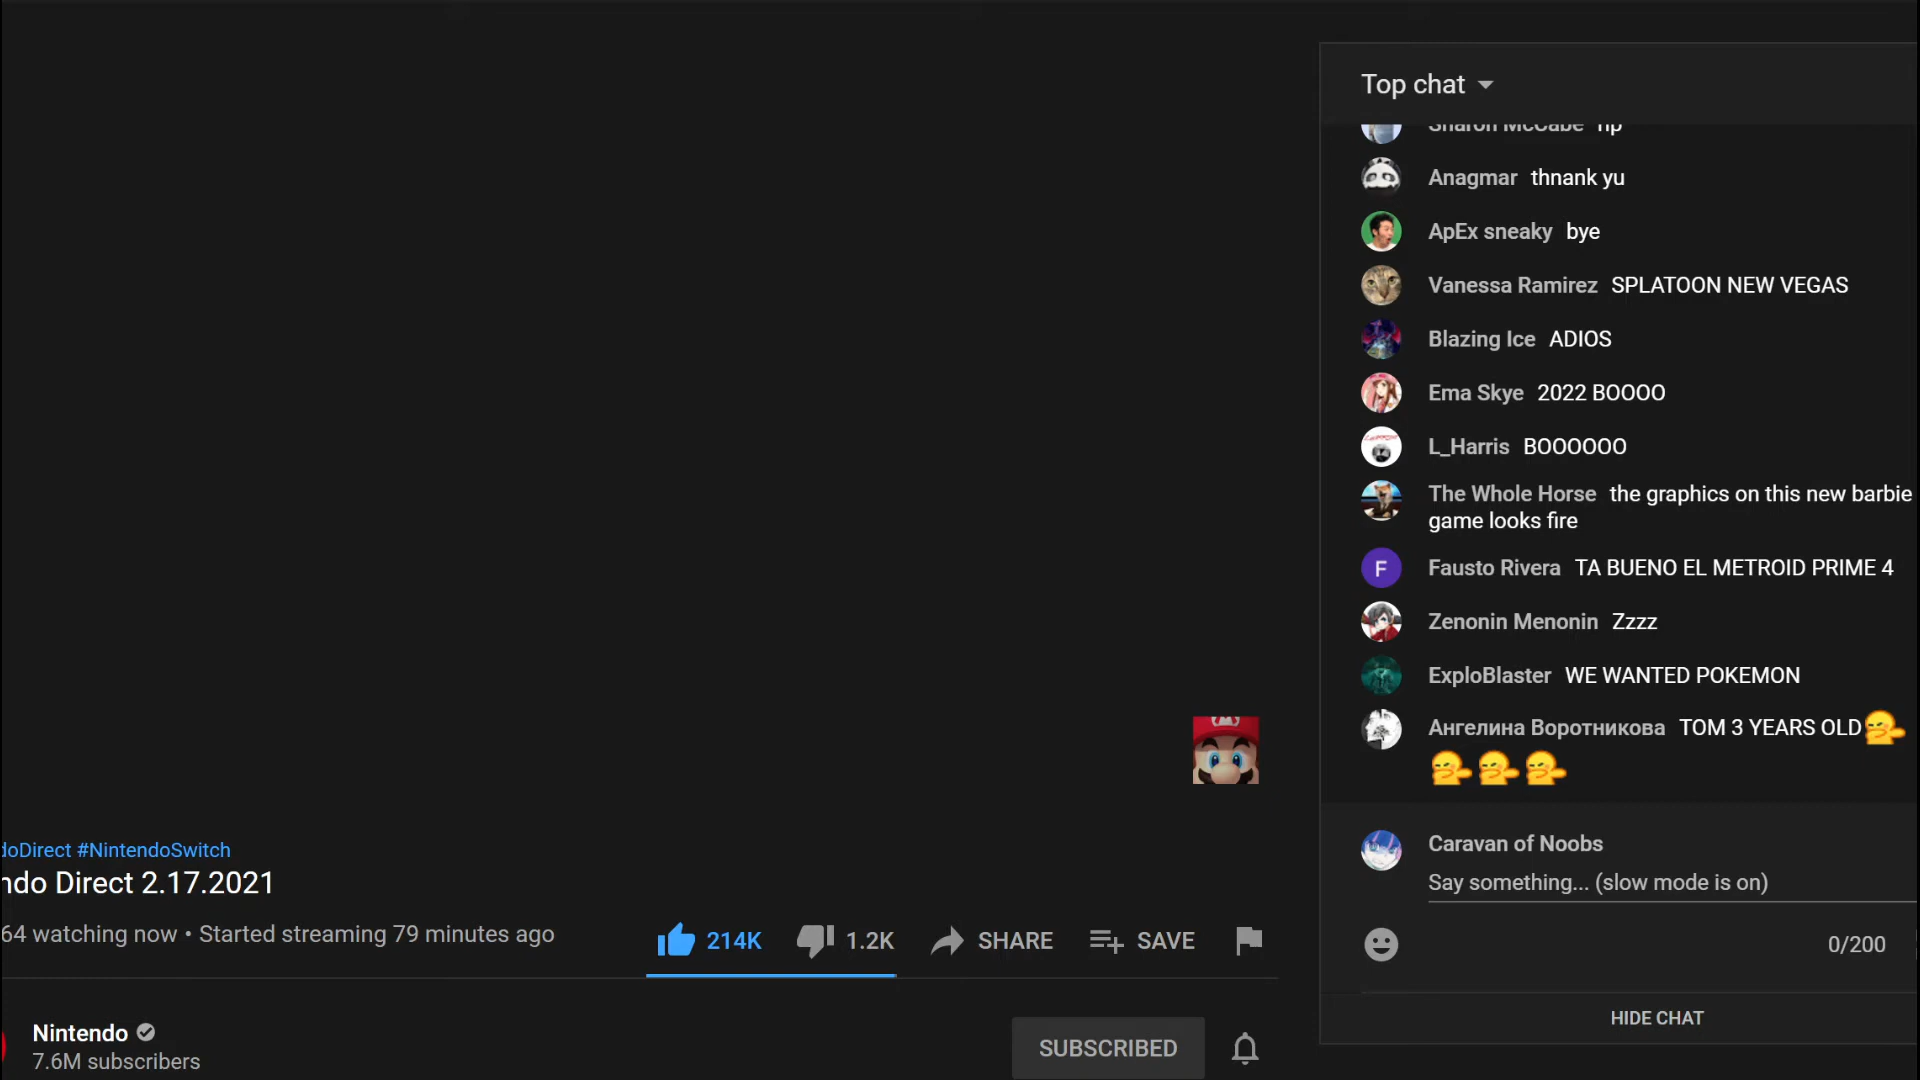 Top chat
Sharon McCabe rip
Anagmar thnank yu
ApEx sneaky bye
Vanessa Ramirez SPLATOON NEW VEGAS
Blazing Ice ADIOS
Ema Skye 2022 BOOOO
L_Harris BOOOOOO
The Whole Horse the graphics on this new barbie
game looks fire
F Fausto Rivera TA BUENO EL METROID PRIME 4
Zenonin Menonin Zzzz
ExploBlaster WE WANTED POKEMON
Ангелина Воротникова TOM 3 YEARS OLD
Caravan of Noobs
Say something... (slow mode is on)
0/200
HIDE CHAT
doDirect #NintendoSwitch
ndo Direct 2.17.2021
64 watching now • Started streaming 79 minutes ago
214K 1.2K SHARE SAVE
Nintendo
7.6M subscribers
SUBSCRIBED